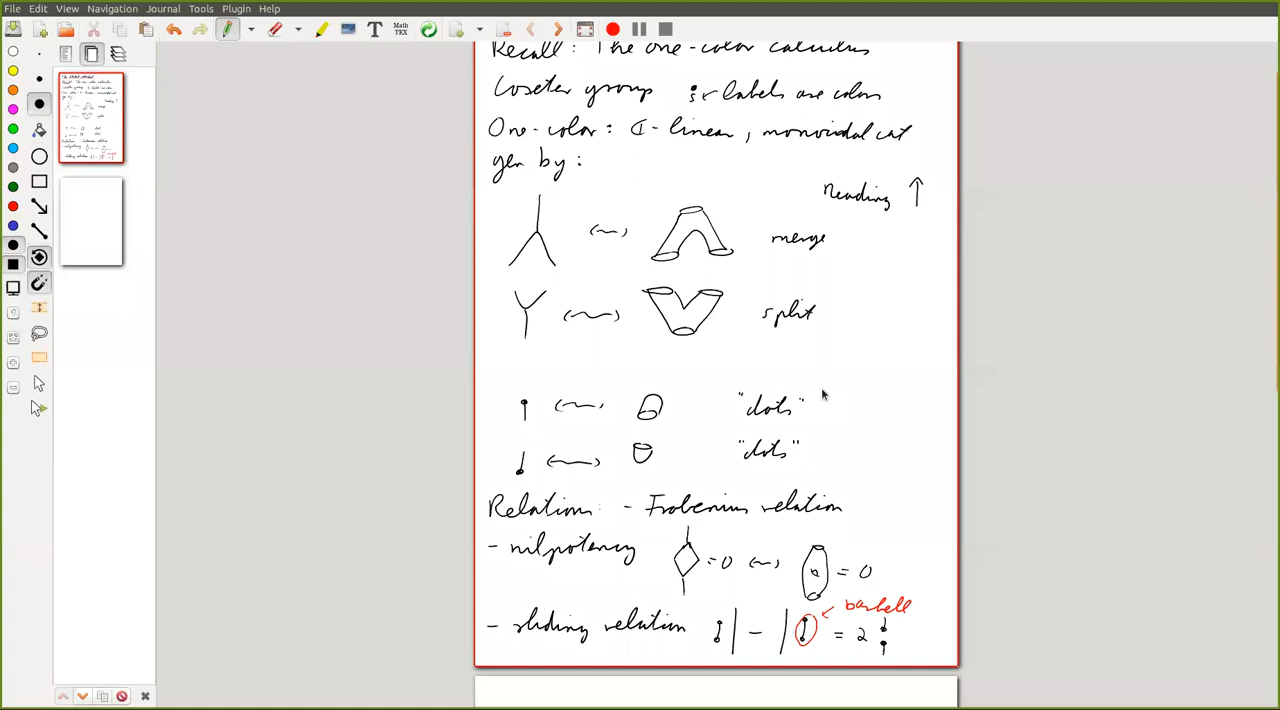 File Edit View Navigation Journal Tools Plugin Help
T Math TEX
Recall: The one-color calculus
Coxeter group s ← labels are colors
One-color: ℂ-linear, monoidal cat
gen by:
Reading ↑
merge
split
"dots"
"dots"
Relations: - Frobenius relation
- nilpotency = 0 = 0
barbell
- sliding relation | - | = 2